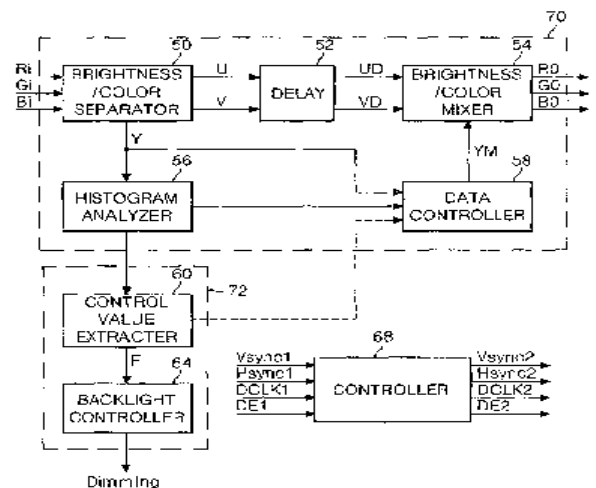 70
50
52
54
Ri
Gi
Bi
BRIGHTNESS
/COLOR
SEPARATOR
U
V
DELAY
UD
VD
BRIGHTNESS
/COLOR
MIXER
R0
G0
B0
Y
YM
56
58
HISTOGRAM
ANALYZER
DATA
CONTROLLER
60
72
CONTROL
VALUE
EXTRACTER
F
64
BACKLIGHT
CONTROLLER
Dimming
68
Vsync1
Hsync1
DCLK1
DE1
CONTROLLER
Vsync2
Hsync2
DCLK2
DE2